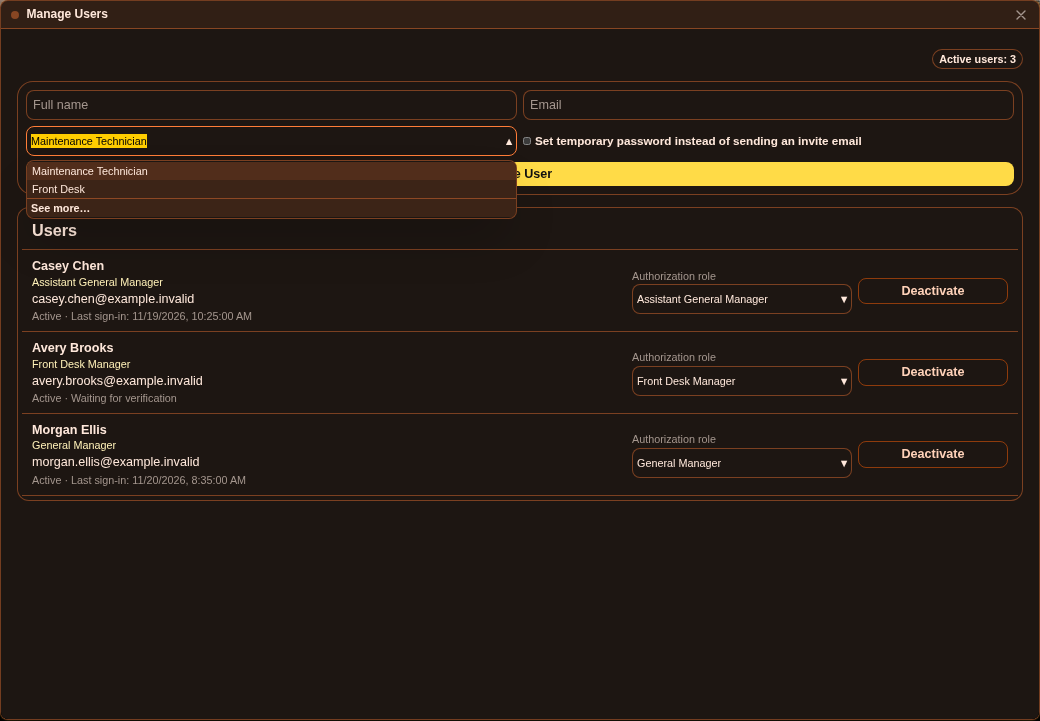 Manage Users
Active users: 3
Full name
Email
Maintenance Technician
Set temporary password instead of sending an invite email
Maintenance Technician
Front Desk
See more…
User
Users
Casey Chen
Assistant General Manager
casey.chen@example.invalid
Active · Last sign-in: 11/19/2026, 10:25:00 AM
Authorization role
Assistant General Manager
Deactivate
Avery Brooks
Front Desk Manager
avery.brooks@example.invalid
Active · Waiting for verification
Authorization role
Front Desk Manager
Deactivate
Morgan Ellis
General Manager
morgan.ellis@example.invalid
Active · Last sign-in: 11/20/2026, 8:35:00 AM
Authorization role
General Manager
Deactivate